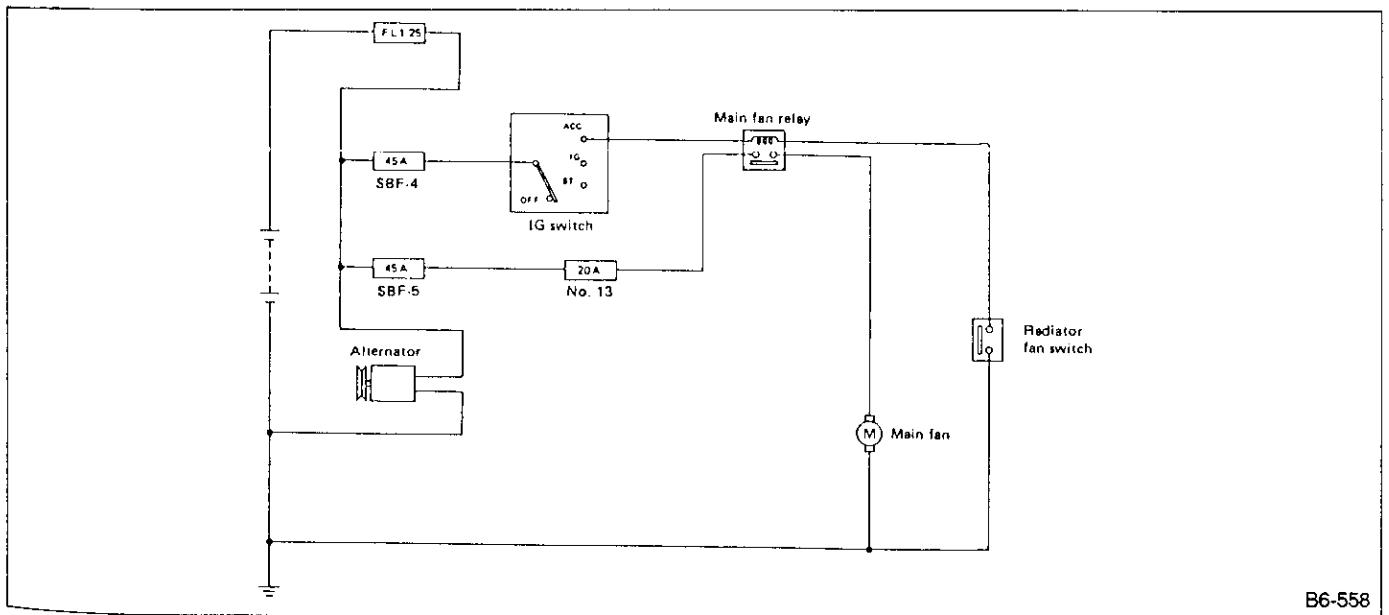 F L 1.25
ACC
Main fan relay
45A
IG
SBF-4
ST
OFF
IG switch
45A
20A
SBF-5
No. 13
Alternator
Radiator
fan switch
M
Main fan
B6-558